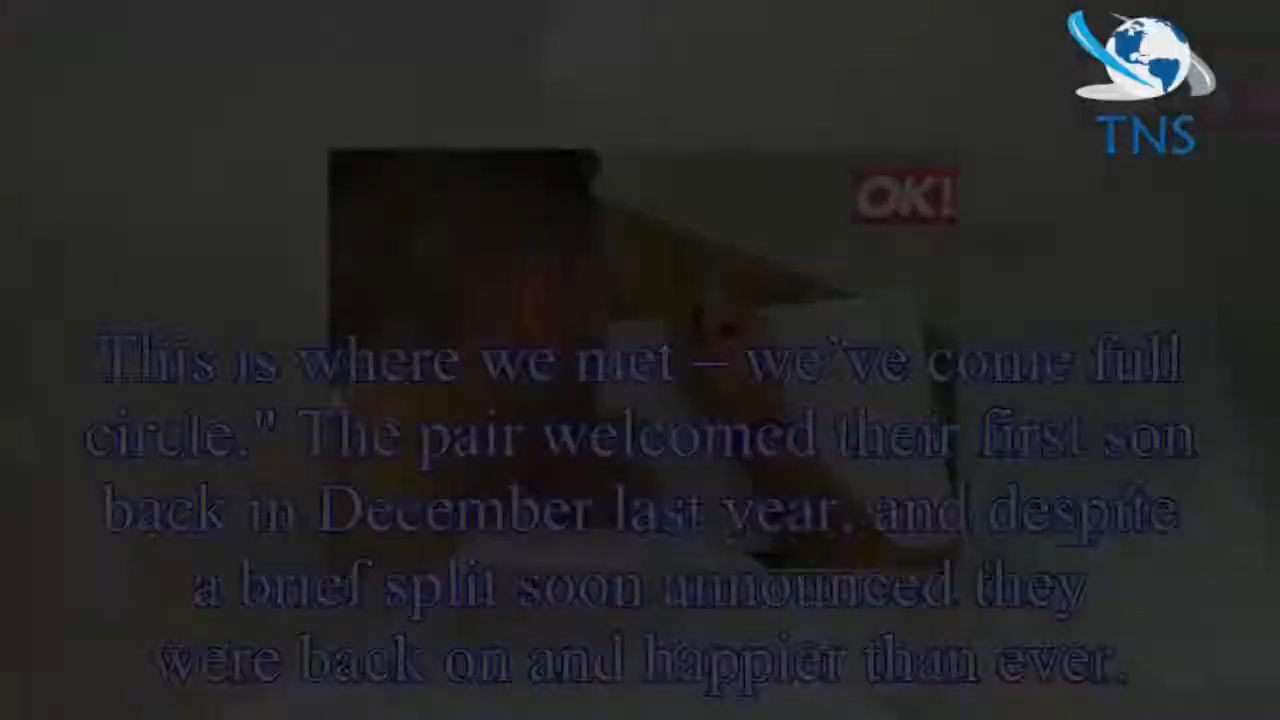 TNS
OK!
This is where we met – we've come full
circle." The pair welcomed their first son
back in December last year, and despite
a brief split soon announced they
were back on and happier than ever.